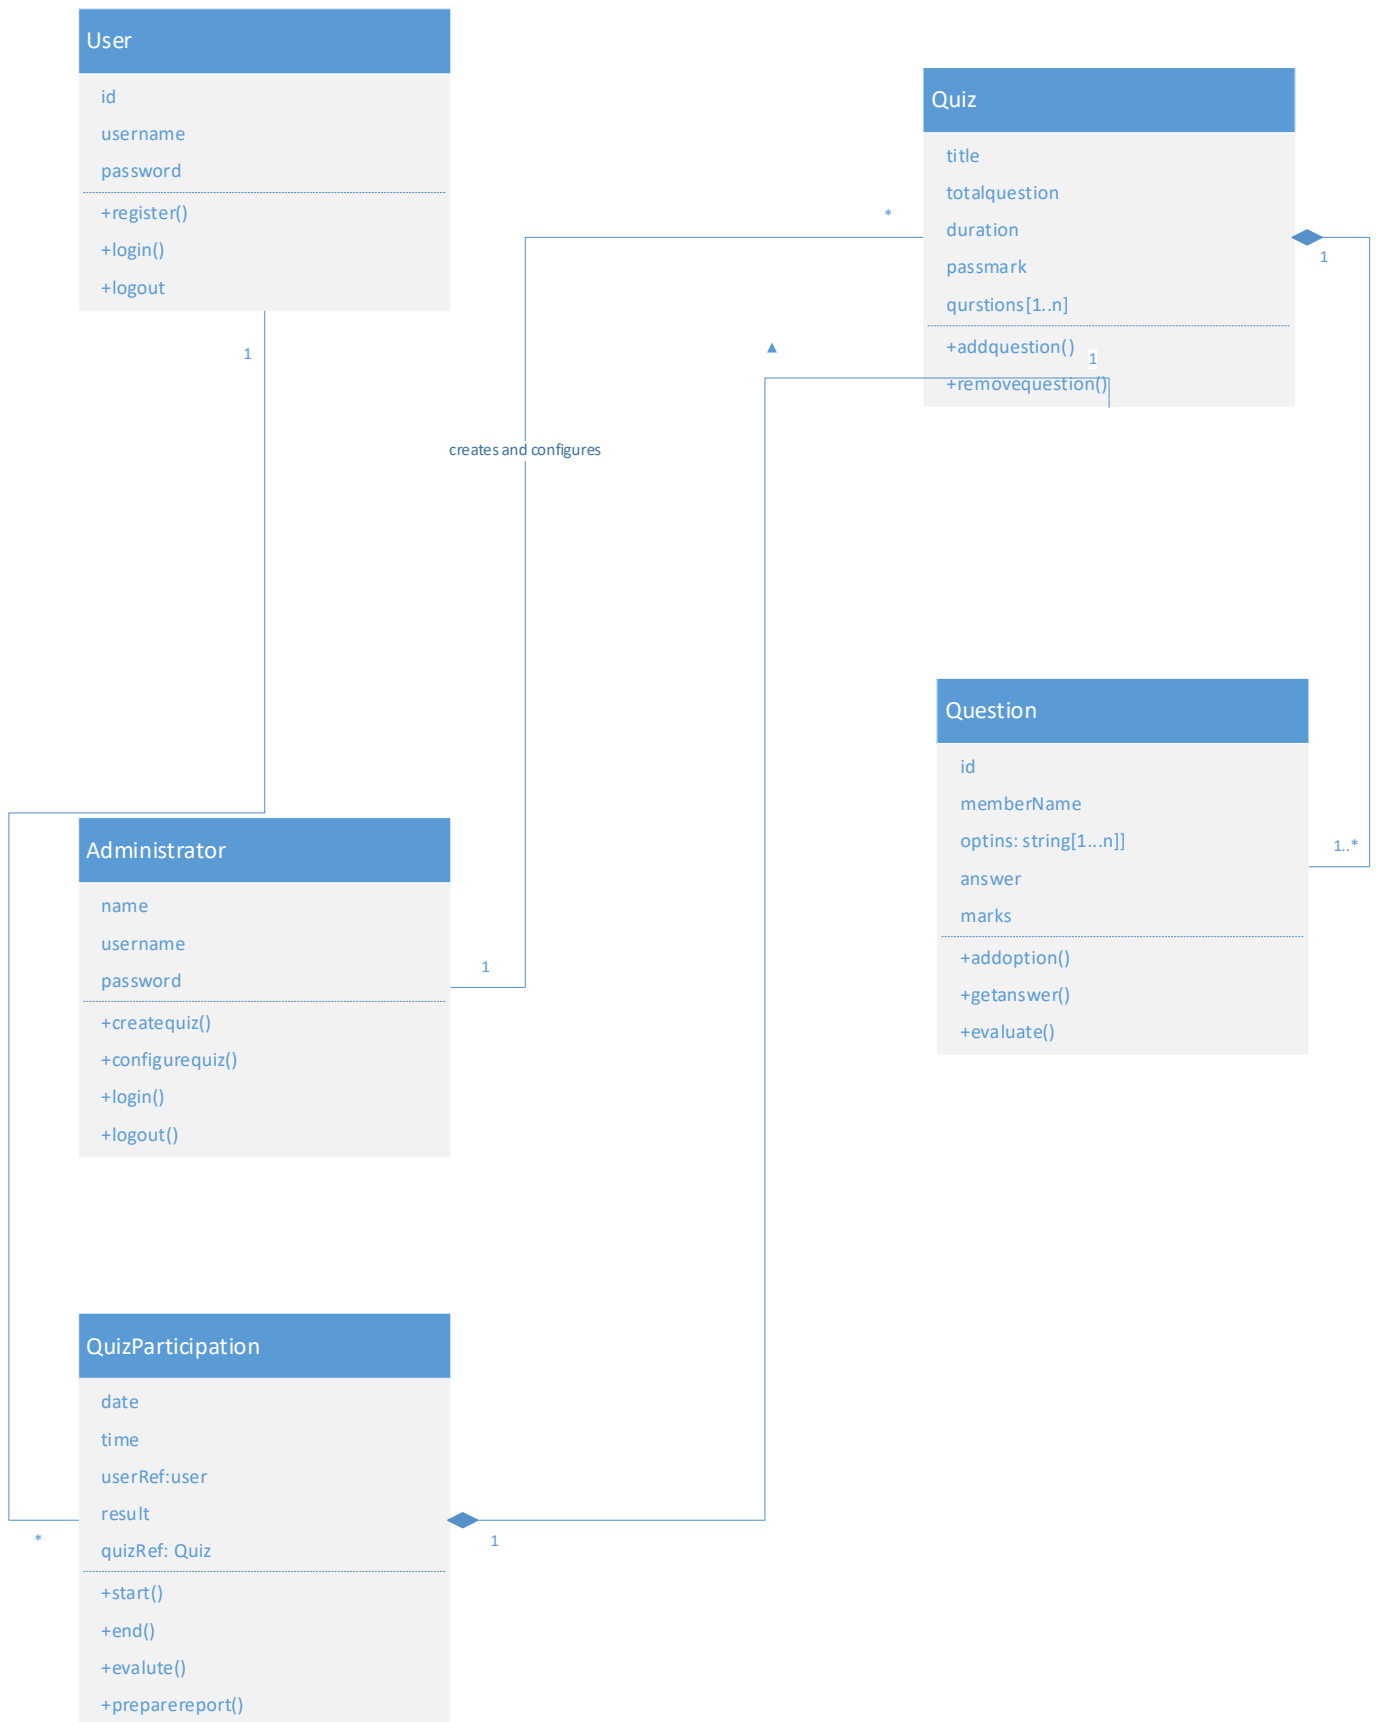 User
id
username
password
+register()
+login()
+logout
1
Quiz
title
totalquestion
duration
passmark
qurstions[1..n]
+addquestion()
+removequestion()
*
1
1
creates and configures
Question
id
memberName
optins: string[1...n]]
answer
marks
+addoption()
+getanswer()
+evaluate()
1..*
Administrator
name
username
password
+createquiz()
+configurequiz()
+login()
+logout()
1
QuizParticipation
date
time
userRef:user
result
quizRef: Quiz
+start()
+end()
+evalute()
+preparereport()
*
1